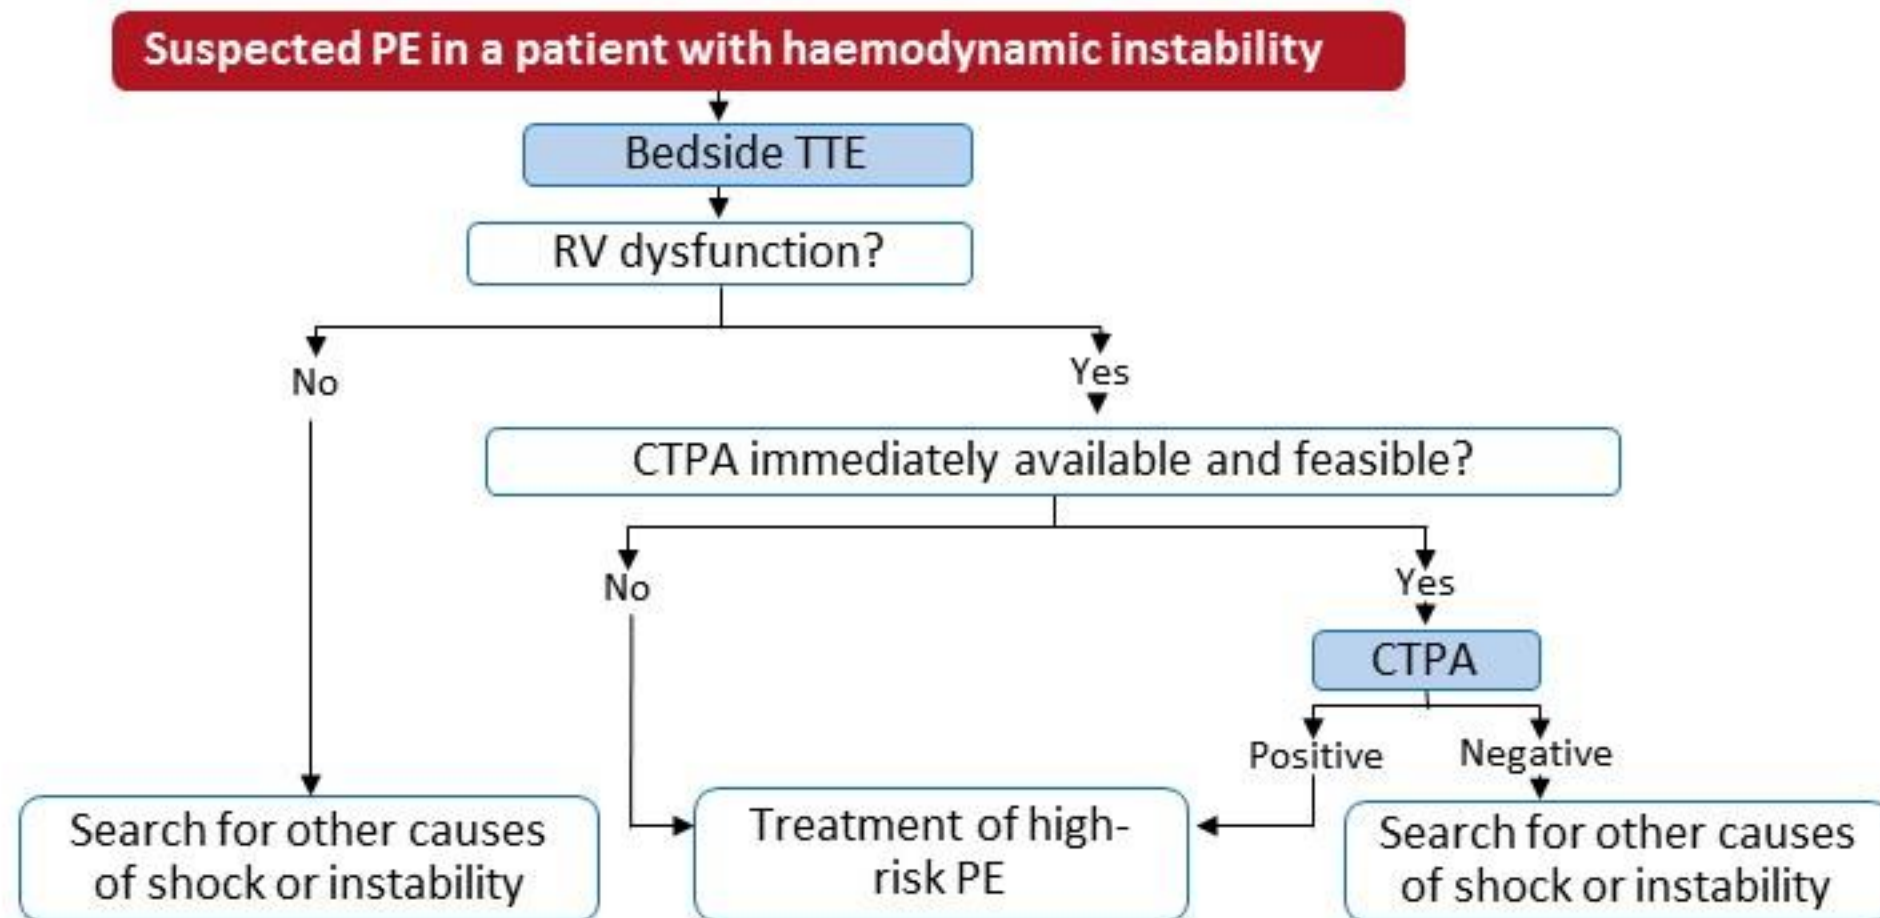 Suspected PE in a patient with haemodynamic instability
Bedside TTE
RV dysfunction?
No
Yes
CTPA immediately available and feasible?
No
Yes
CTPA
Positive
Negative
Search for other causes
of shock or instability
Treatment of high-
risk PE
Search for other causes
of shock or instability